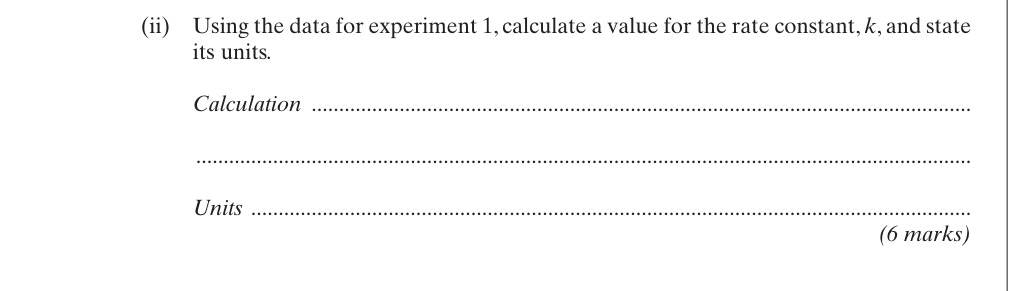 (ii) Using the data for experiment 1, calculate a value for the rate constant, k, and state
its units.
Calculation ........................................................................................................................
.............................................................................................................................................
Units ...................................................................................................................................
(6 marks)